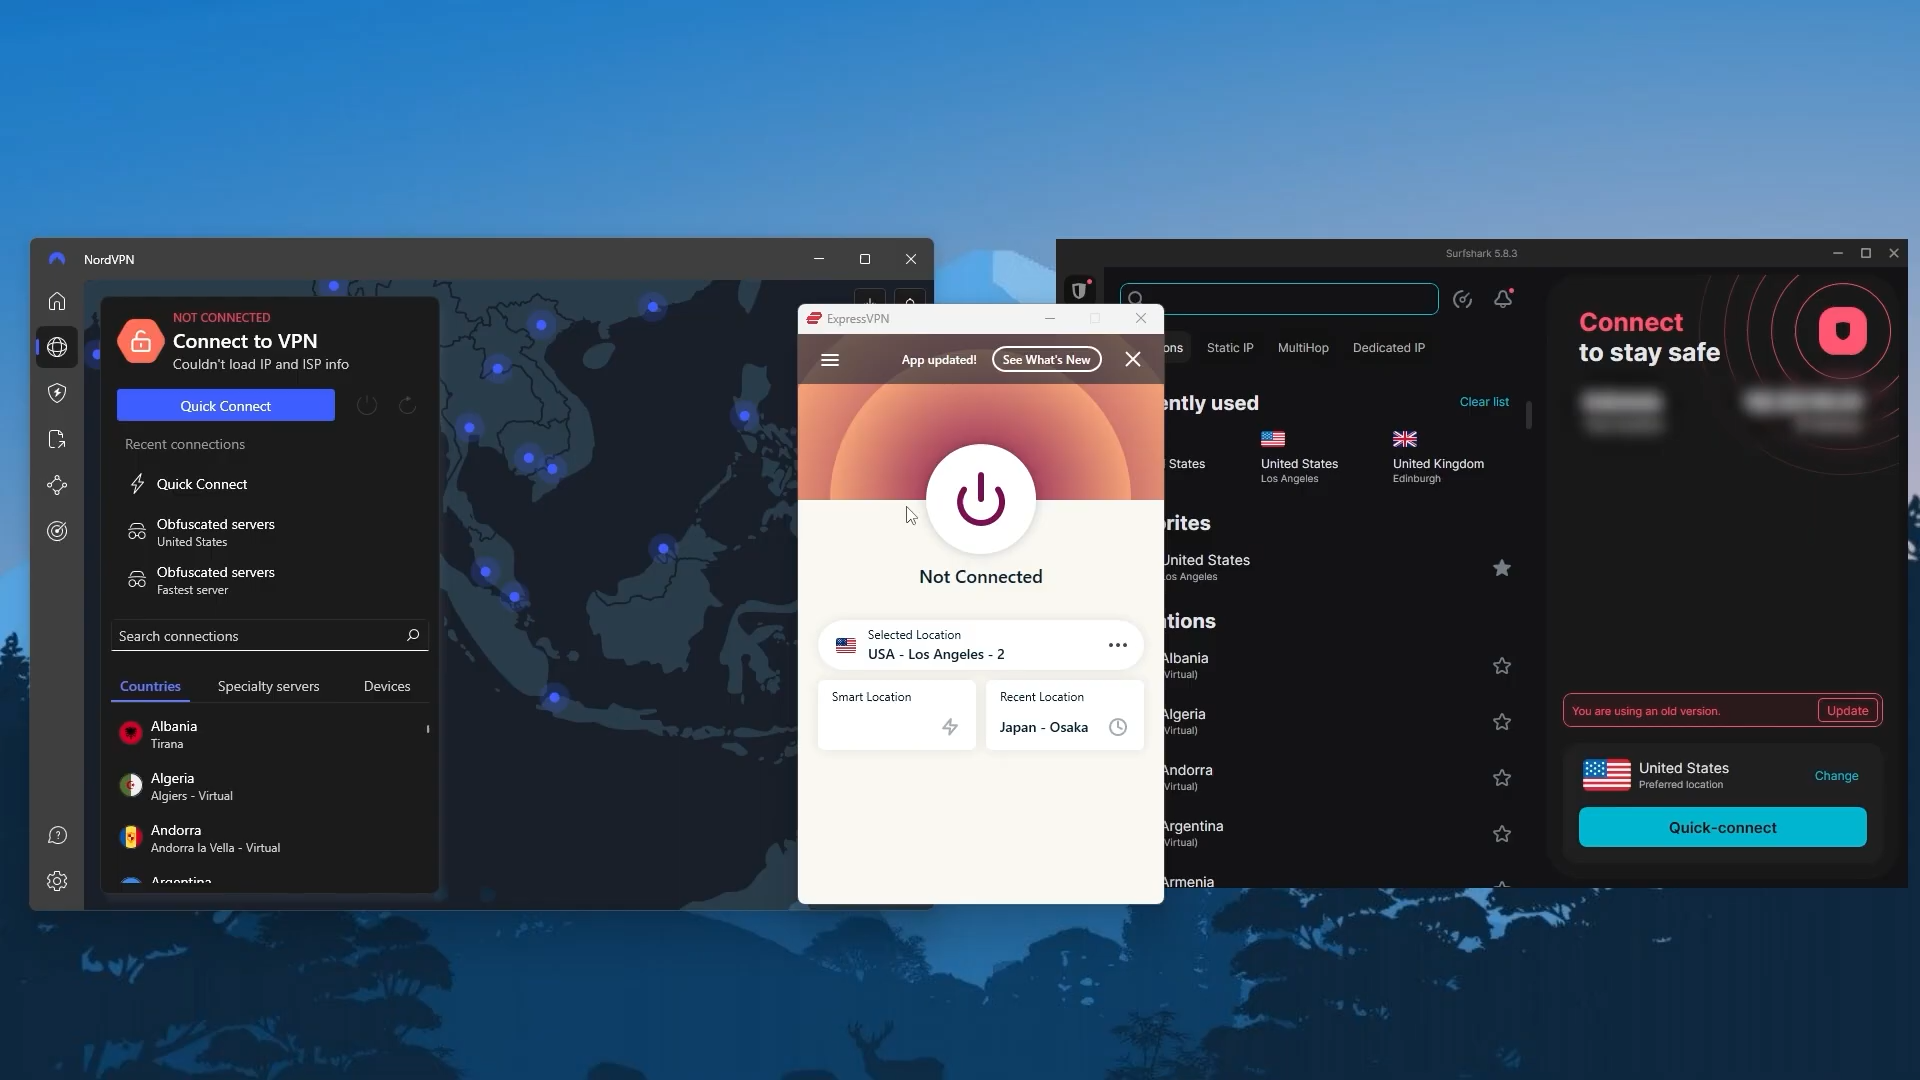 NordVPN
NOT CONNECTED
Connect to VPN
Couldn't load IP and ISP info
Quick Connect
Recent connections
Quick Connect
Obfuscated servers
United States
Obfuscated servers
Fastest server
Search connections
Countries Specialty servers Devices
Albania
Tirana
Algeria
Algiers - Virtual
Andorra
Andorra la Vella - Virtual
Argentina
ExpressVPN
App updated! See What's New
Not Connected
Selected Location
USA - Los Angeles - 2
Smart Location
Recent Location
Japan - Osaka
Surfshark 5.8.3
ons Static IP MultiHop Dedicated IP
ently used Clear list
States
United States
Los Angeles
United Kingdom
Edinburgh
rites
United States
os Angeles
tions
Albania
Virtual)
Algeria
Virtual)
Andorra
Virtual)
Argentina
Virtual)
Armenia
Connect
to stay safe
You are using an old version. Update
United States
Preferred location
Change
Quick-connect